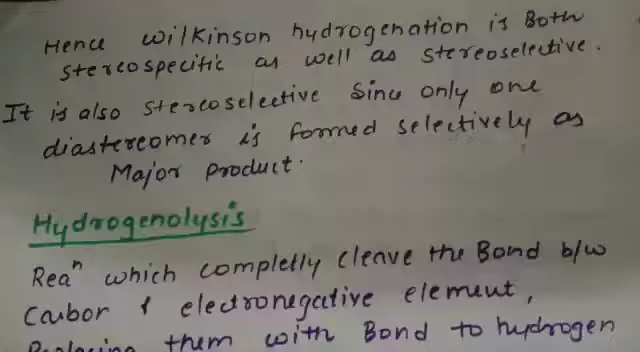 Hence Wilkinson hydrogenation is Both
stereospecific as well as stereoselective.
It is also stereoselective Since only one
diastereomer is formed selectively as
Major product.
Hydrogenolysis
Reaⁿ which completly cleave the Bond b/w
Carbon & electronegative element,
Replacing them with Bond to hydrogen